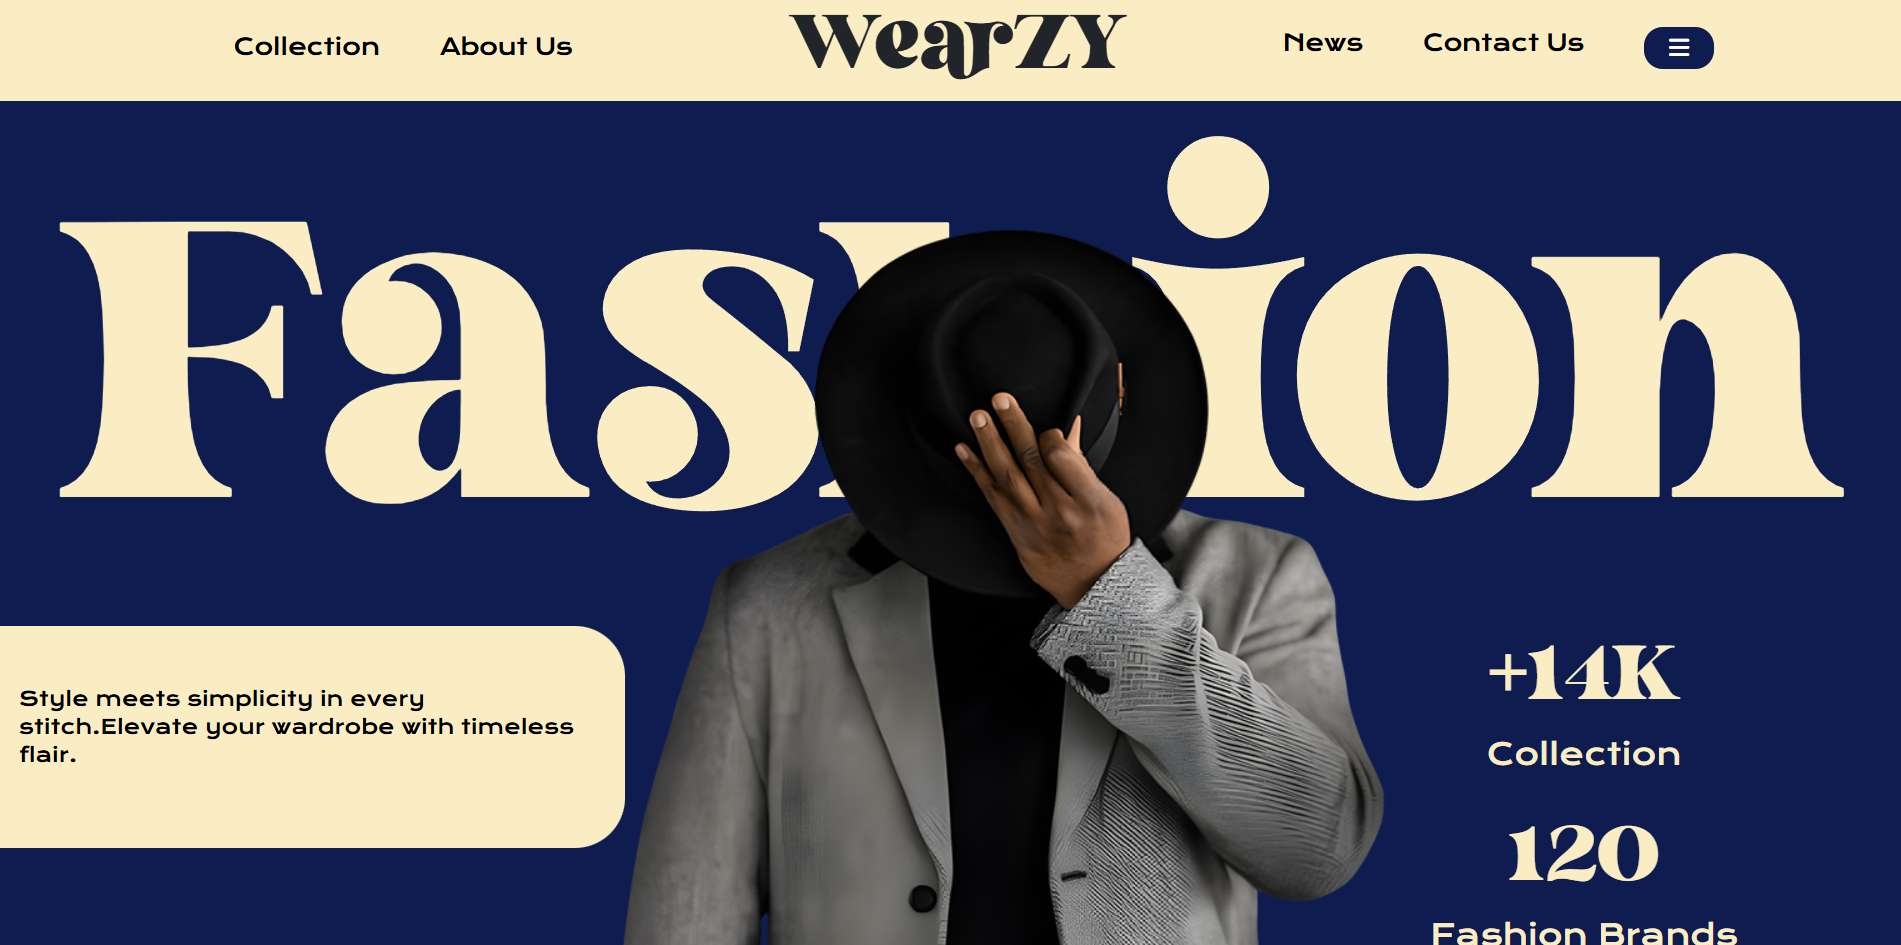 Collection About Us WearZY News Contact Us
Fashion
Style meets simplicity in every
stitch.Elevate your wardrobe with timeless
flair.
+14K
Collection
120
Fashion Brands